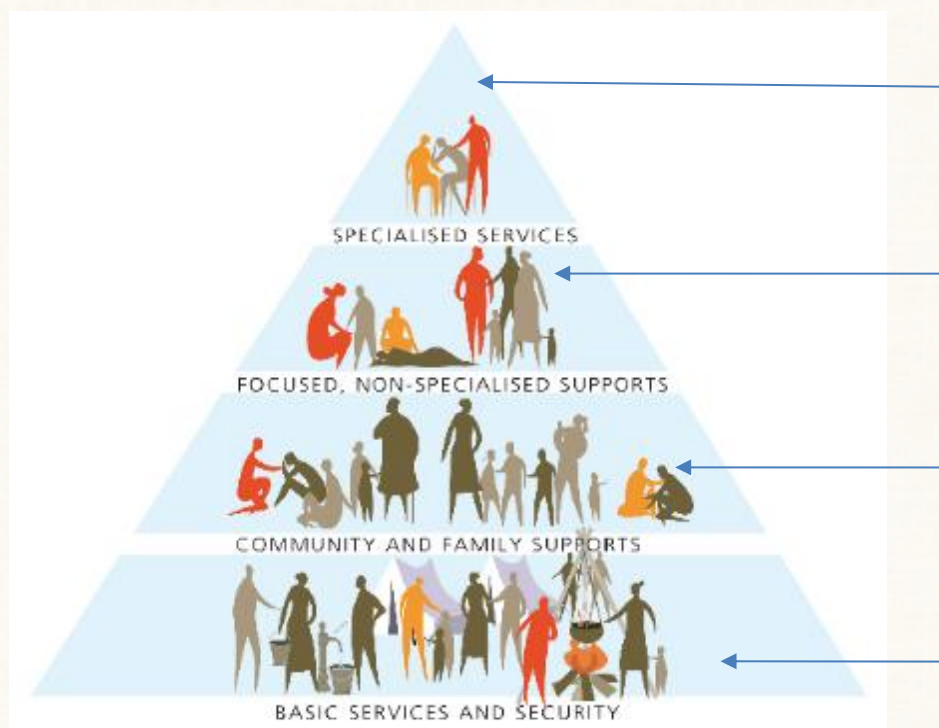 SPECIALISED SERVICES
FOCUSED, NON-SPECIALISED SUPPORTS
COMMUNITY AND FAMILY SUPPORTS
BASIC SERVICES AND SECURITY